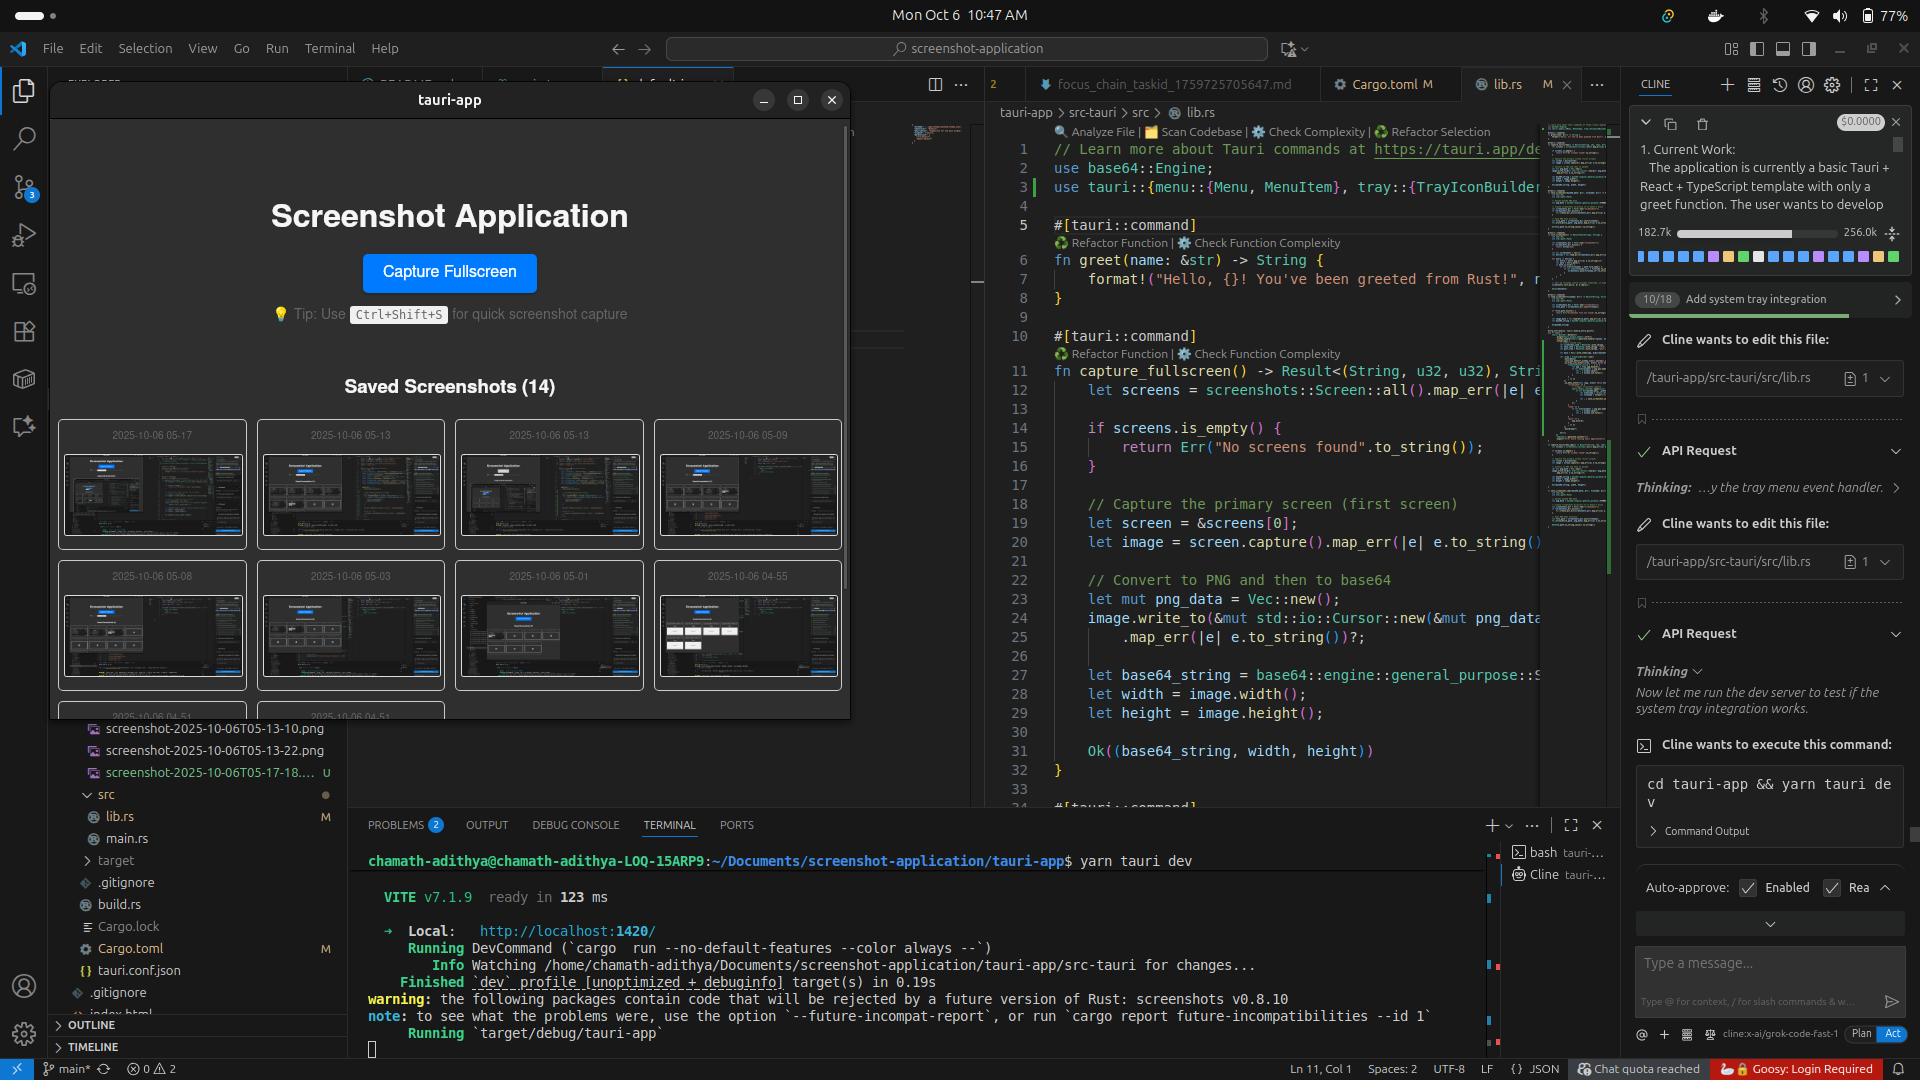 Mon Oct 6  10:47 AM
77%
File  Edit  Selection  View  Go  Run  Terminal  Help
screenshot-application
tauri-app
Screenshot Application
Capture Fullscreen
💡 Tip: Use Ctrl+Shift+S for quick screenshot capture
Saved Screenshots (14)
2025-10-06 05-17
2025-10-06 05-13
2025-10-06 05-13
2025-10-06 05-09
2025-10-06 05-08
2025-10-06 05-03
2025-10-06 05-01
2025-10-06 04-55
2025-10-06 04-51
2025-10-06 04-51
3
screenshot-2025-10-06T05-13-10.png
screenshot-2025-10-06T05-13-22.png
screenshot-2025-10-06T05-17-18.... U
src
lib.rs M
main.rs
target
.gitignore
build.rs
Cargo.lock
Cargo.toml M
tauri.conf.json
.gitignore
index.html
OUTLINE
TIMELINE
2
focus_chain_taskid_1759725705647.md
Cargo.toml M
lib.rs M
tauri-app > src-tauri > src > lib.rs
🔍 Analyze File | Scan Codebase | ⚙️ Check Complexity | ♻️ Refactor Selection
1 // Learn more about Tauri commands at https://tauri.app/de
2 use base64::Engine;
3 use tauri::{menu::{Menu, MenuItem}, tray::{TrayIconBuilder
4
5 #[tauri::command]
♻️ Refactor Function | ⚙️ Check Function Complexity
6 fn greet(name: &str) -> String {
7     format!("Hello, {}! You've been greeted from Rust!", n
8 }
9
10 #[tauri::command]
♻️ Refactor Function | ⚙️ Check Function Complexity
11 fn capture_fullscreen() -> Result<(String, u32, u32), Stri
12     let screens = screenshots::Screen::all().map_err(|e| e
13
14     if screens.is_empty() {
15         return Err("No screens found".to_string());
16     }
17
18     // Capture the primary screen (first screen)
19     let screen = &screens[0];
20     let image = screen.capture().map_err(|e| e.to_string()
21
22     // Convert to PNG and then to base64
23     let mut png_data = Vec::new();
24     image.write_to(&mut std::io::Cursor::new(&mut png_data
25         .map_err(|e| e.to_string())?;
26
27     let base64_string = base64::engine::general_purpose::S
28     let width = image.width();
29     let height = image.height();
30
31     Ok((base64_string, width, height))
32 }
33
34 #[tauri::command]
PROBLEMS 2  OUTPUT  DEBUG CONSOLE  TERMINAL  PORTS
chamath-adithya@chamath-adithya-LOQ-15ARP9:~/Documents/screenshot-application/tauri-app$ yarn tauri dev
VITE v7.1.9  ready in 123 ms
➜  Local:   http://localhost:1420/
Running DevCommand (`cargo  run --no-default-features --color always --`)
Info Watching /home/chamath-adithya/Documents/screenshot-application/tauri-app/src-tauri for changes...
Finished `dev` profile [unoptimized + debuginfo] target(s) in 0.19s
warning: the following packages contain code that will be rejected by a future version of Rust: screenshots v0.8.10
note: to see what the problems were, use the option `--future-incompat-report`, or run `cargo report future-incompatibilities --id 1`
Running `target/debug/tauri-app`
bash tauri-...
Cline tauri-...
CLINE
$0.0000
1. Current Work:
The application is currently a basic Tauri +
React + TypeScript template with only a
greet function. The user wants to develop
182.7k 256.0k
10/18 Add system tray integration
Cline wants to edit this file:
/tauri-app/src-tauri/src/lib.rs 1
API Request
Thinking: …y the tray menu event handler.
Cline wants to edit this file:
/tauri-app/src-tauri/src/lib.rs 1
API Request
Thinking
Now let me run the dev server to test if the
system tray integration works.
Cline wants to execute this command:
cd tauri-app && yarn tauri de
v
Command Output
Auto-approve: Enabled Rea
Type a message...
Type @ for context, / for slash commands & w...
cline:x-ai/grok-code-fast-1 Plan Act
main* 0 2
Ln 11, Col 1  Spaces: 2  UTF-8  LF  {} JSON  Chat quota reached  Goosy: Login Required